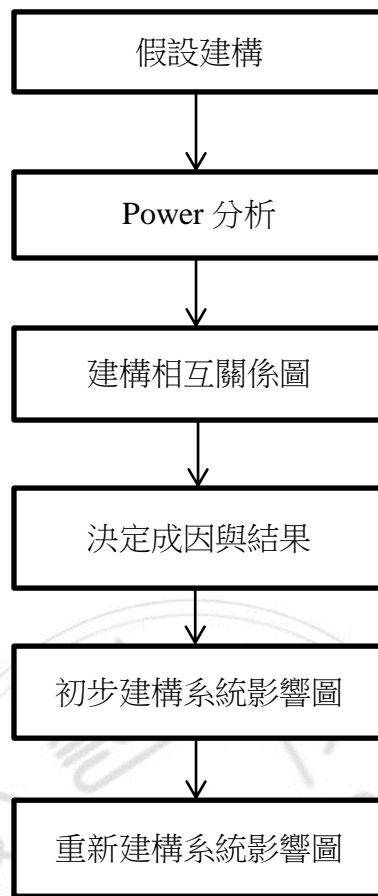 假設建構
Power 分析
建構相互關係圖
決定成因與結果
初步建構系統影響圖
重新建構系統影響圖